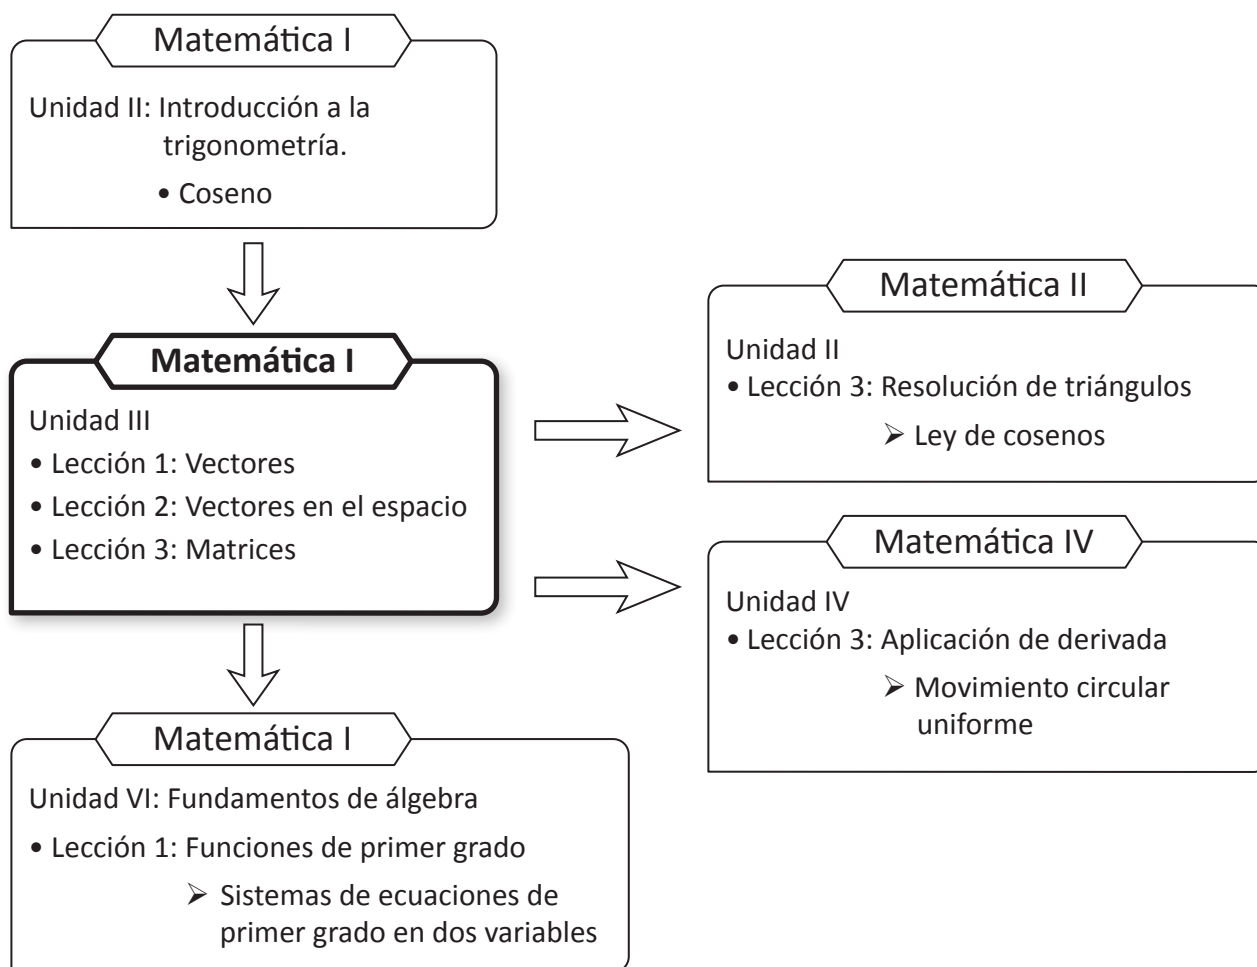 Matemática I
Unidad II: Introducción a la
trigonometría.
• Coseno
Matemática I
Unidad III
• Lección 1: Vectores
• Lección 2: Vectores en el espacio
• Lección 3: Matrices
Matemática II
Unidad II
• Lección 3: Resolución de triángulos
➢ Ley de cosenos
Matemática IV
Unidad IV
• Lección 3: Aplicación de derivada
➢ Movimiento circular
uniforme
Matemática I
Unidad VI: Fundamentos de álgebra
• Lección 1: Funciones de primer grado
➢ Sistemas de ecuaciones de
primer grado en dos variables